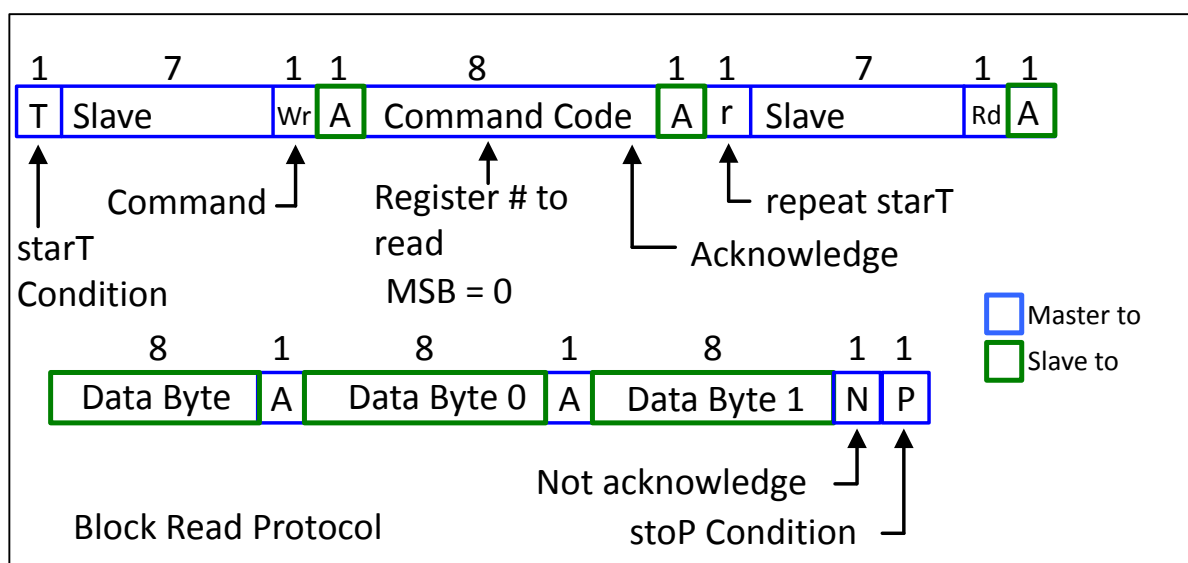 1 7 1 1 8 1 1 7 1 1
T Slave Wr A Command Code A r Slave Rd A
Command
Register # to
read
MSB = 0
repeat starT
Acknowledge
starT
Condition
Master to
Slave to
8 1 8 1 8 1 1
Data Byte A Data Byte 0 A Data Byte 1 N P
Not acknowledge
stoP Condition
Block Read Protocol